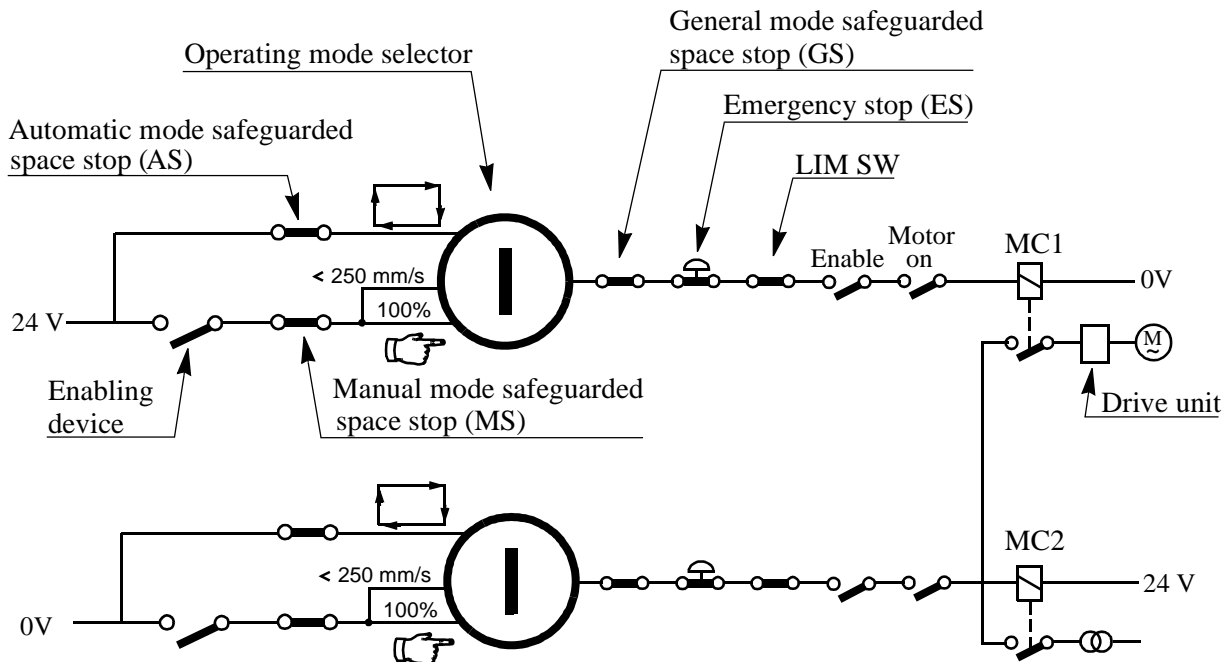 General mode safeguarded
space stop (GS)
Operating mode selector
Emergency stop (ES)
Automatic mode safeguarded
space stop (AS)
LIM SW
Enable
Motor
on
MC1
< 250 mm/s
0V
100%
24 V
M
~
Enabling
device
Manual mode safeguarded
space stop (MS)
Drive unit
MC2
< 250 mm/s
24 V
100%
0V